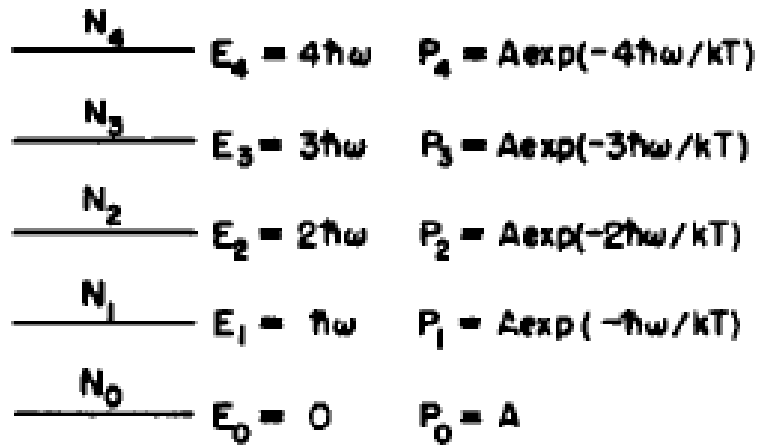 N₄ E₄ = 4ħω P₄ = Aexp(-4ħω/kT)
N₃ E₃ = 3ħω P₃ = Aexp(-3ħω/kT)
N₂ E₂ = 2ħω P₂ = Aexp(-2ħω/kT)
N₁ E₁ = ħω P₁ = Aexp(-ħω/kT)
N₀ E₀ = 0 P₀ = A